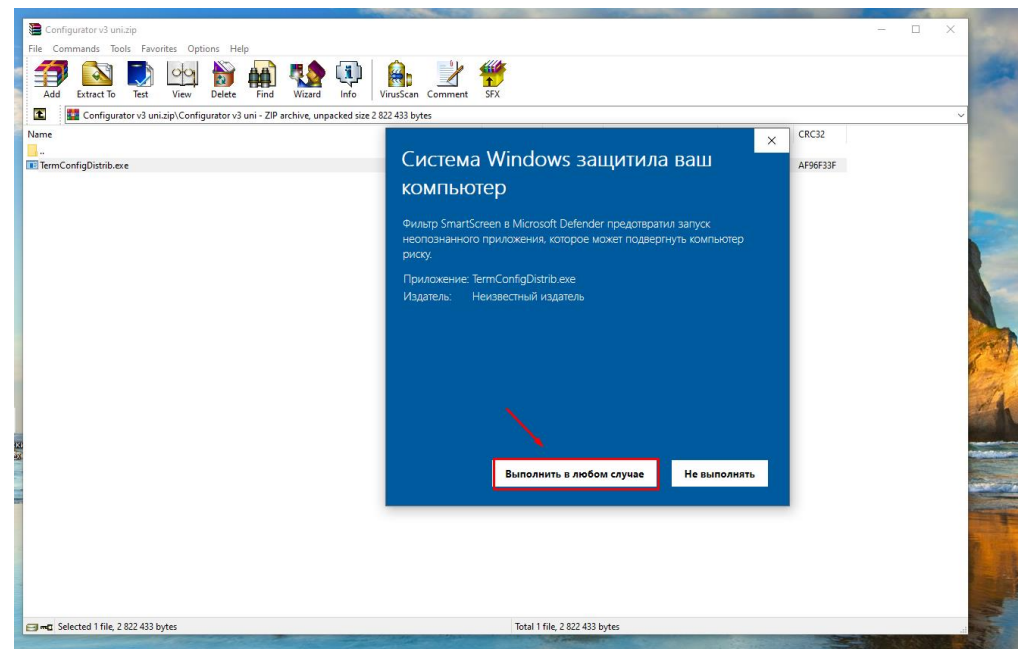 Configurator v3 uni.zip
File Commands Tools Favorites Options Help
Add Extract To Test View Delete Find Wizard Info VirusScan Comment SFX
Configurator v3 uni.zip\Configurator v3 uni - ZIP archive, unpacked size 2 822 433 bytes
Name CRC32
..
TermConfigDistrib.exe AF96F33F
Система Windows защитила ваш
компьютер
Фильтр SmartScreen в Microsoft Defender предотвратил запуск
неопознанного приложения, которое может подвергнуть компьютер
риску.
Приложение: TermConfigDistrib.exe
Издатель: Неизвестный издатель
Выполнить в любом случае Не выполнять
Selected 1 file, 2 822 433 bytes Total 1 file, 2 822 433 bytes